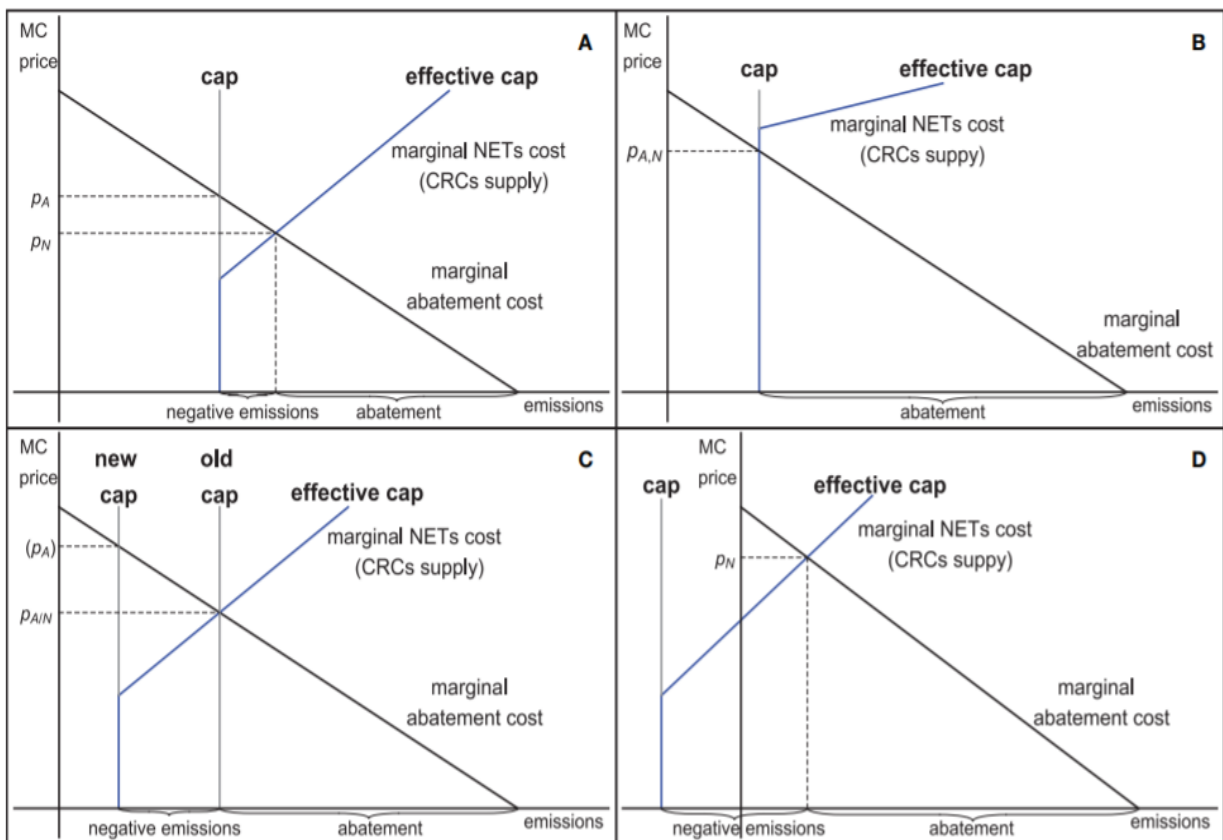 MC
price
A
cap
effective cap
marginal NETs cost
(CRCs supply)
pA
pN
marginal
abatement cost
negative emissions
abatement
emissions
MC
price
B
cap
effective cap
marginal NETs cost
(CRCs suppy)
pA,N
marginal
abatement cost
abatement
emissions
MC
price
new
cap
old
cap
C
effective cap
marginal NETs cost
(CRCs supply)
(pA)
pA/N
marginal
abatement cost
negative emissions
abatement
emissions
MC
price
D
cap
effective cap
marginal NETs cost
(CRCs suppy)
pN
marginal
abatement cost
negative emissions
abatement
emissions